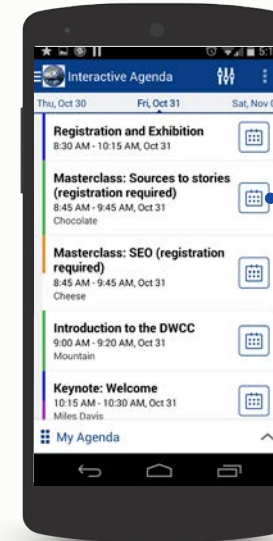 5:1
Interactive Agenda
Thu, Oct 30
Fri, Oct 31
Sat, Nov 0
Registration and Exhibition
8:30 AM - 10:15 AM, Oct 31
Masterclass: Sources to stories
(registration required)
8:45 AM - 9:45 AM, Oct 31
Chocolate
Masterclass: SEO (registration
required)
8:45 AM - 9:45 AM, Oct 31
Cheese
Introduction to the DWCC
9:00 AM - 9:20 AM, Oct 31
Mountain
Keynote: Welcome
10:15 AM - 10:30 AM, Oct 31
Miles Davis
My Agenda